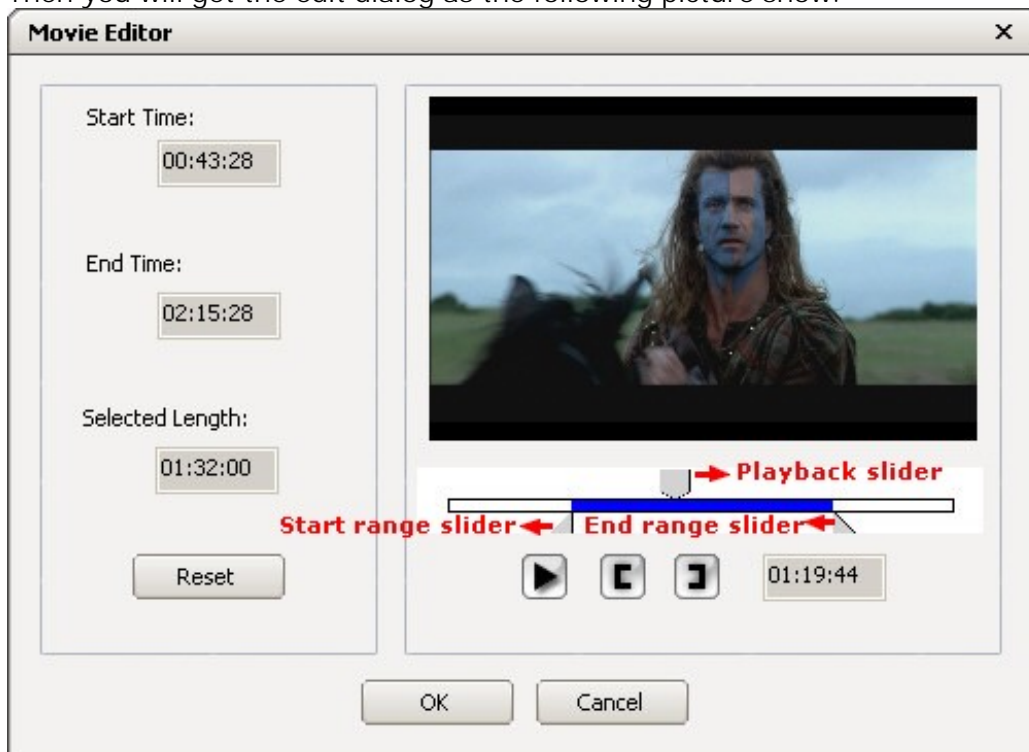 Then you will get the edit dialog as the following picture show:
Movie Editor
Start Time:
00:43:28
End Time:
02:15:28
Selected Length:
01:32:00
Reset
Playback slider
Start range slider
End range slider
01:19:44
OK
Cancel